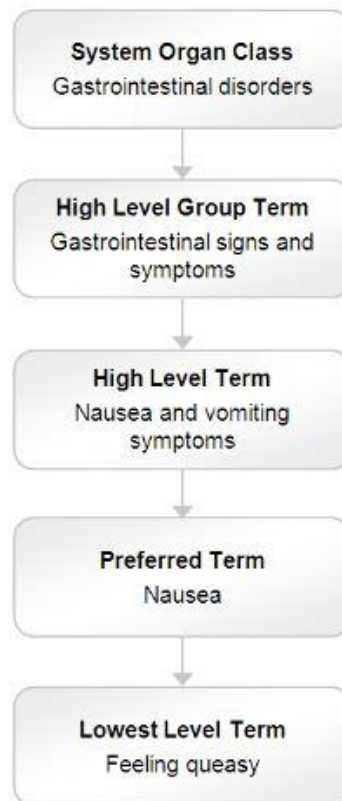 System Organ Class
Gastrointestinal disorders
High Level Group Term
Gastrointestinal signs and
symptoms
High Level Term
Nausea and vomiting
symptoms
Preferred Term
Nausea
Lowest Level Term
Feeling queasy